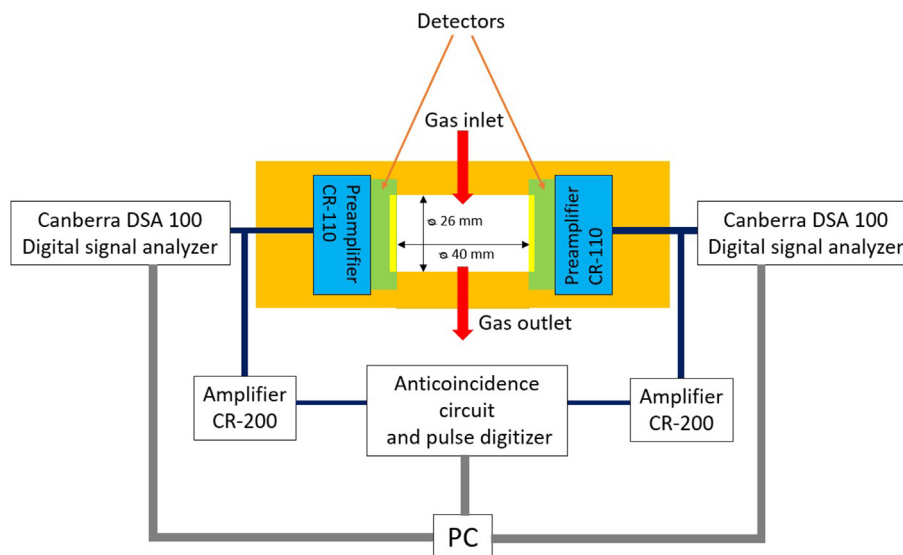 Detectors
Gas inlet
Preamplifier
CR-110
⌀ 26 mm
⌀ 40 mm
Preamplifier
CR-110
Canberra DSA 100
Digital signal analyzer
Canberra DSA 100
Digital signal analyzer
Gas outlet
Amplifier
CR-200
Anticoincidence
circuit
and pulse digitizer
Amplifier
CR-200
PC